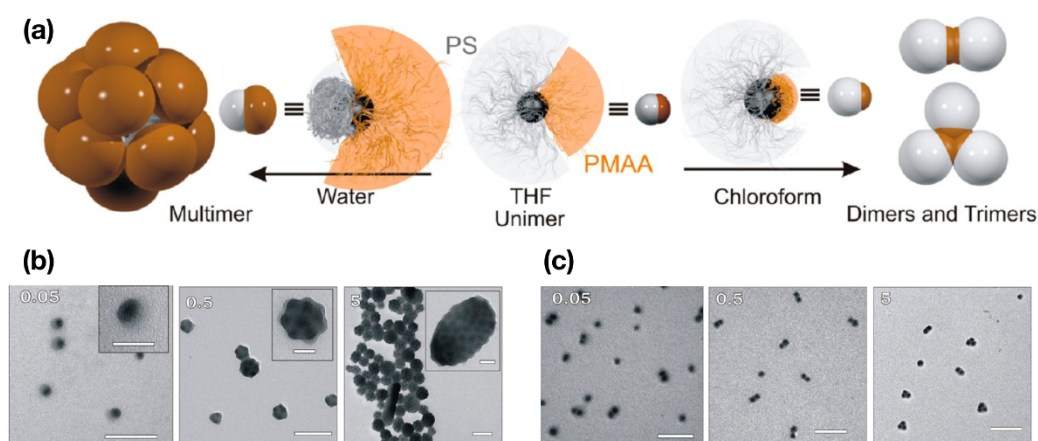 (a)
PS
PMAA
Multimer
Water
THF
Unimer
Chloroform
Dimers and Trimers
(b)
(c)
0.05
0.5
5
0.05
0.5
5